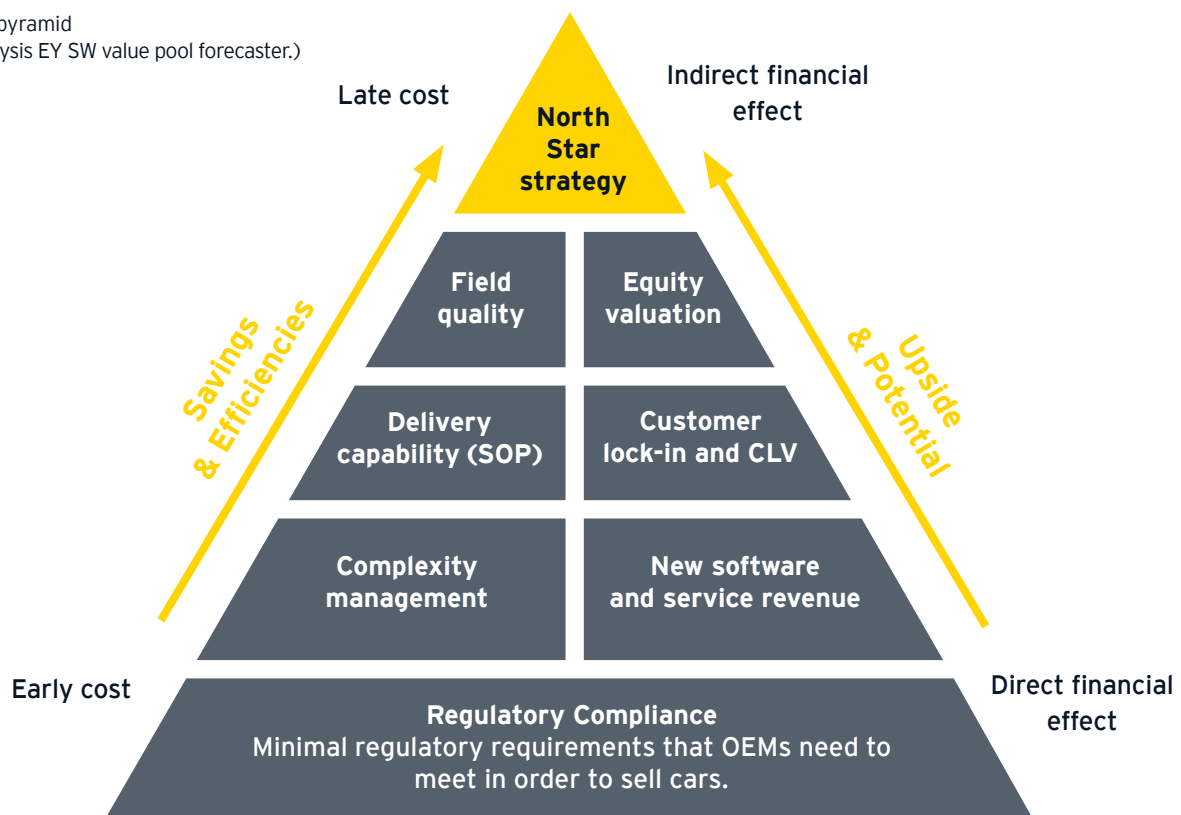 pyramid
ysis EY SW value pool forecaster.)
Late cost
Indirect financial
effect
North
Star
strategy
Savings
& Efficiencies
Upside
& Potential
Field
quality
Equity
valuation
Delivery
capability (SOP)
Customer
lock-in and CLV
Complexity
management
New software
and service revenue
Early cost
Direct financial
effect
Regulatory Compliance
Minimal regulatory requirements that OEMs need to
meet in order to sell cars.